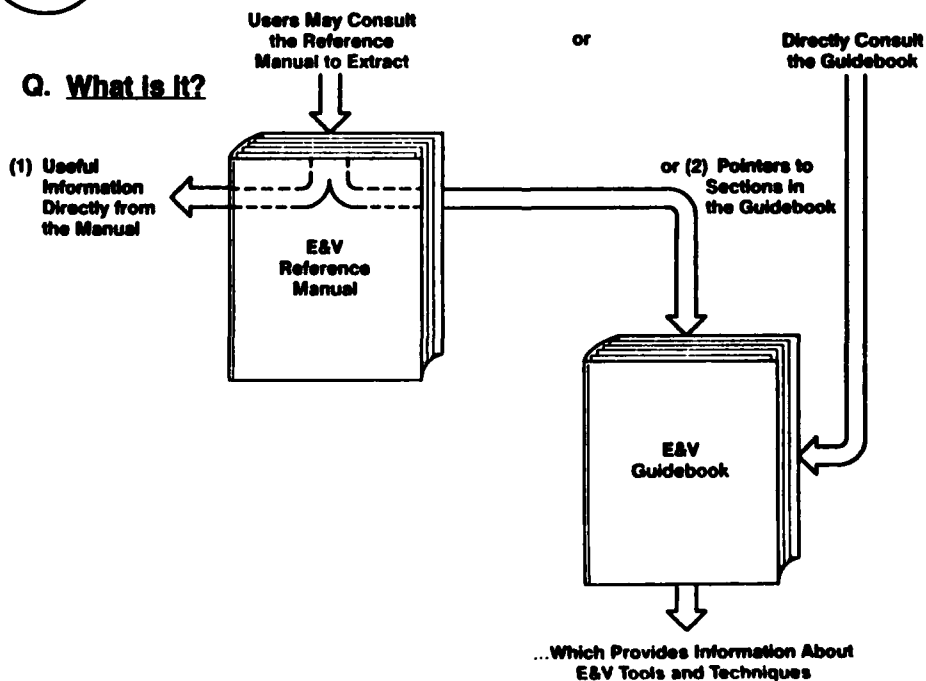 Users May Consult
the Reference
Manual to Extract
or
Directly Consult
the Guidebook
Q. What is it?
(1) Useful
Information
Directly from
the Manual
or (2) Pointers to
Sections in
the Guidebook
E&V
Reference
Manual
E&V
Guidebook
...Which Provides Information About
E&V Tools and Techniques